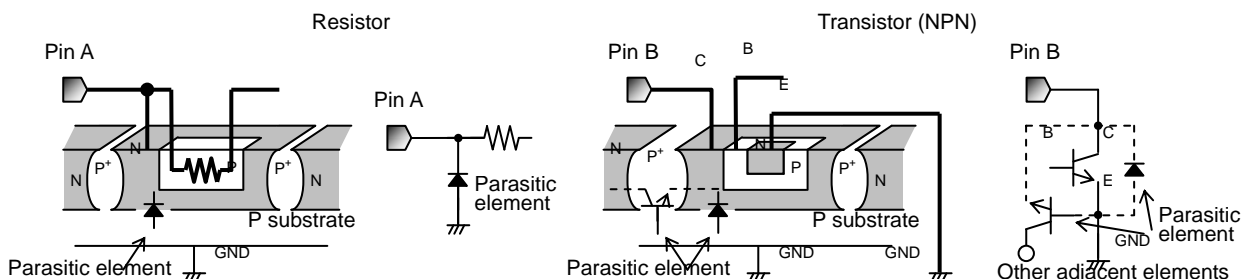 Resistor
Transistor (NPN)
Pin A
Pin B
C
B
E
Pin B
Pin A
N
P+
P
P+
N
N
Parasitic
element
P substrate
GND
Parasitic element
N
P+
N
P
P+
N
P substrate
GND
GND
Parasitic element
B
C
E
GND
Parasitic
element
Other adjacent elements